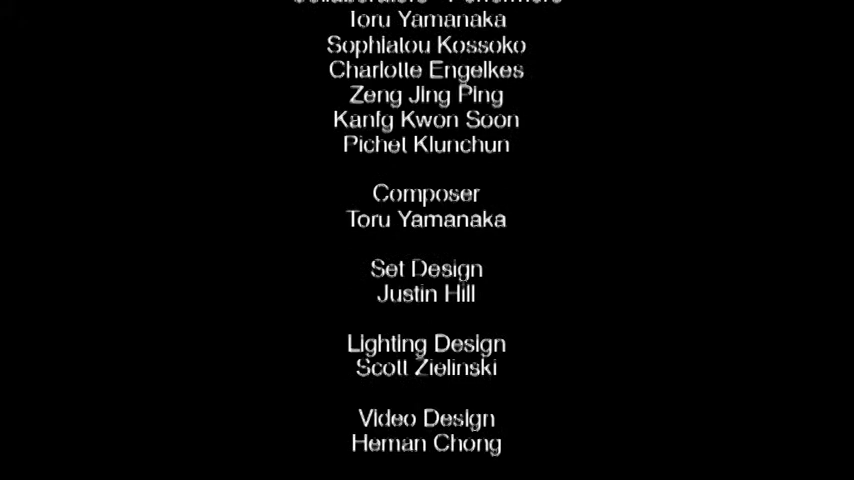 Toru Yamanaka
Sophiatou Kossoko
Charlotte Engelkes
Zeng Jing Ping
Kanfg Kwon Soon
Pichet Klunchun
Composer
Toru Yamanaka
Set Design
Justin Hill
Lighting Design
Scott Zielinski
Video Design
Heman Chong